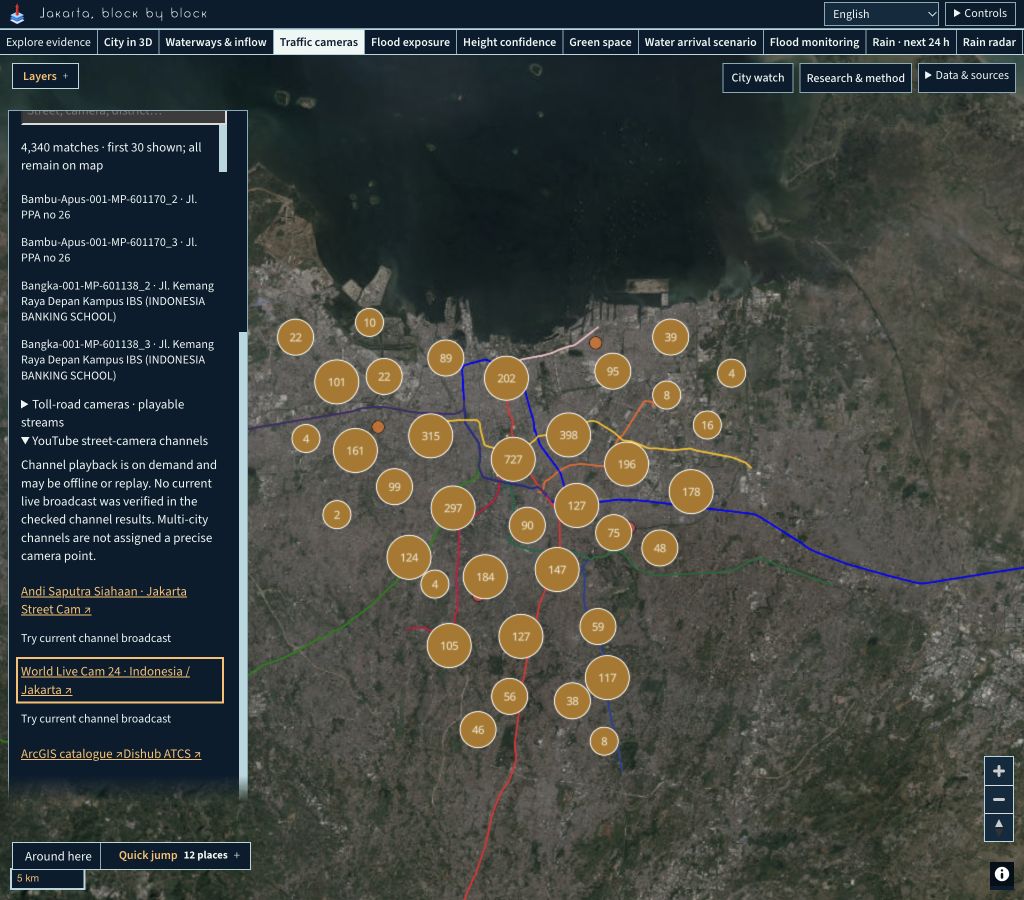 Jakarta, block by block
English
▶ Controls
Explore evidence
City in 3D
Waterways & inflow
Traffic cameras
Flood exposure
Height confidence
Green space
Water arrival scenario
Flood monitoring
Rain · next 24 h
Rain radar
Layers +
City watch
Research & method
▶ Data & sources
Street, camera, district…
4,340 matches · first 30 shown; all
remain on map
Bambu-Apus-001-MP-601170_2 · Jl.
PPA no 26
Bambu-Apus-001-MP-601170_3 · Jl.
PPA no 26
Bangka-001-MP-601138_2 · Jl. Kemang
Raya Depan Kampus IBS (INDONESIA
BANKING SCHOOL)
Bangka-001-MP-601138_3 · Jl. Kemang
Raya Depan Kampus IBS (INDONESIA
BANKING SCHOOL)
▶ Toll-road cameras · playable
streams
▼ YouTube street-camera channels
Channel playback is on demand and
may be offline or replay. No current
live broadcast was verified in the
checked channel results. Multi-city
channels are not assigned a precise
camera point.
Andi Saputra Siahaan · Jakarta
Street Cam ↗
Try current channel broadcast
World Live Cam 24 · Indonesia /
Jakarta ↗
Try current channel broadcast
ArcGIS catalogue ↗Dishub ATCS ↗
10
22
39
89
95
4
22
101
202
8
16
398
315
4
161
727
196
99
178
297
127
2
90
75
48
124
147
184
4
59
127
105
117
56
38
46
8
Around here
Quick jump 12 places +
5 km